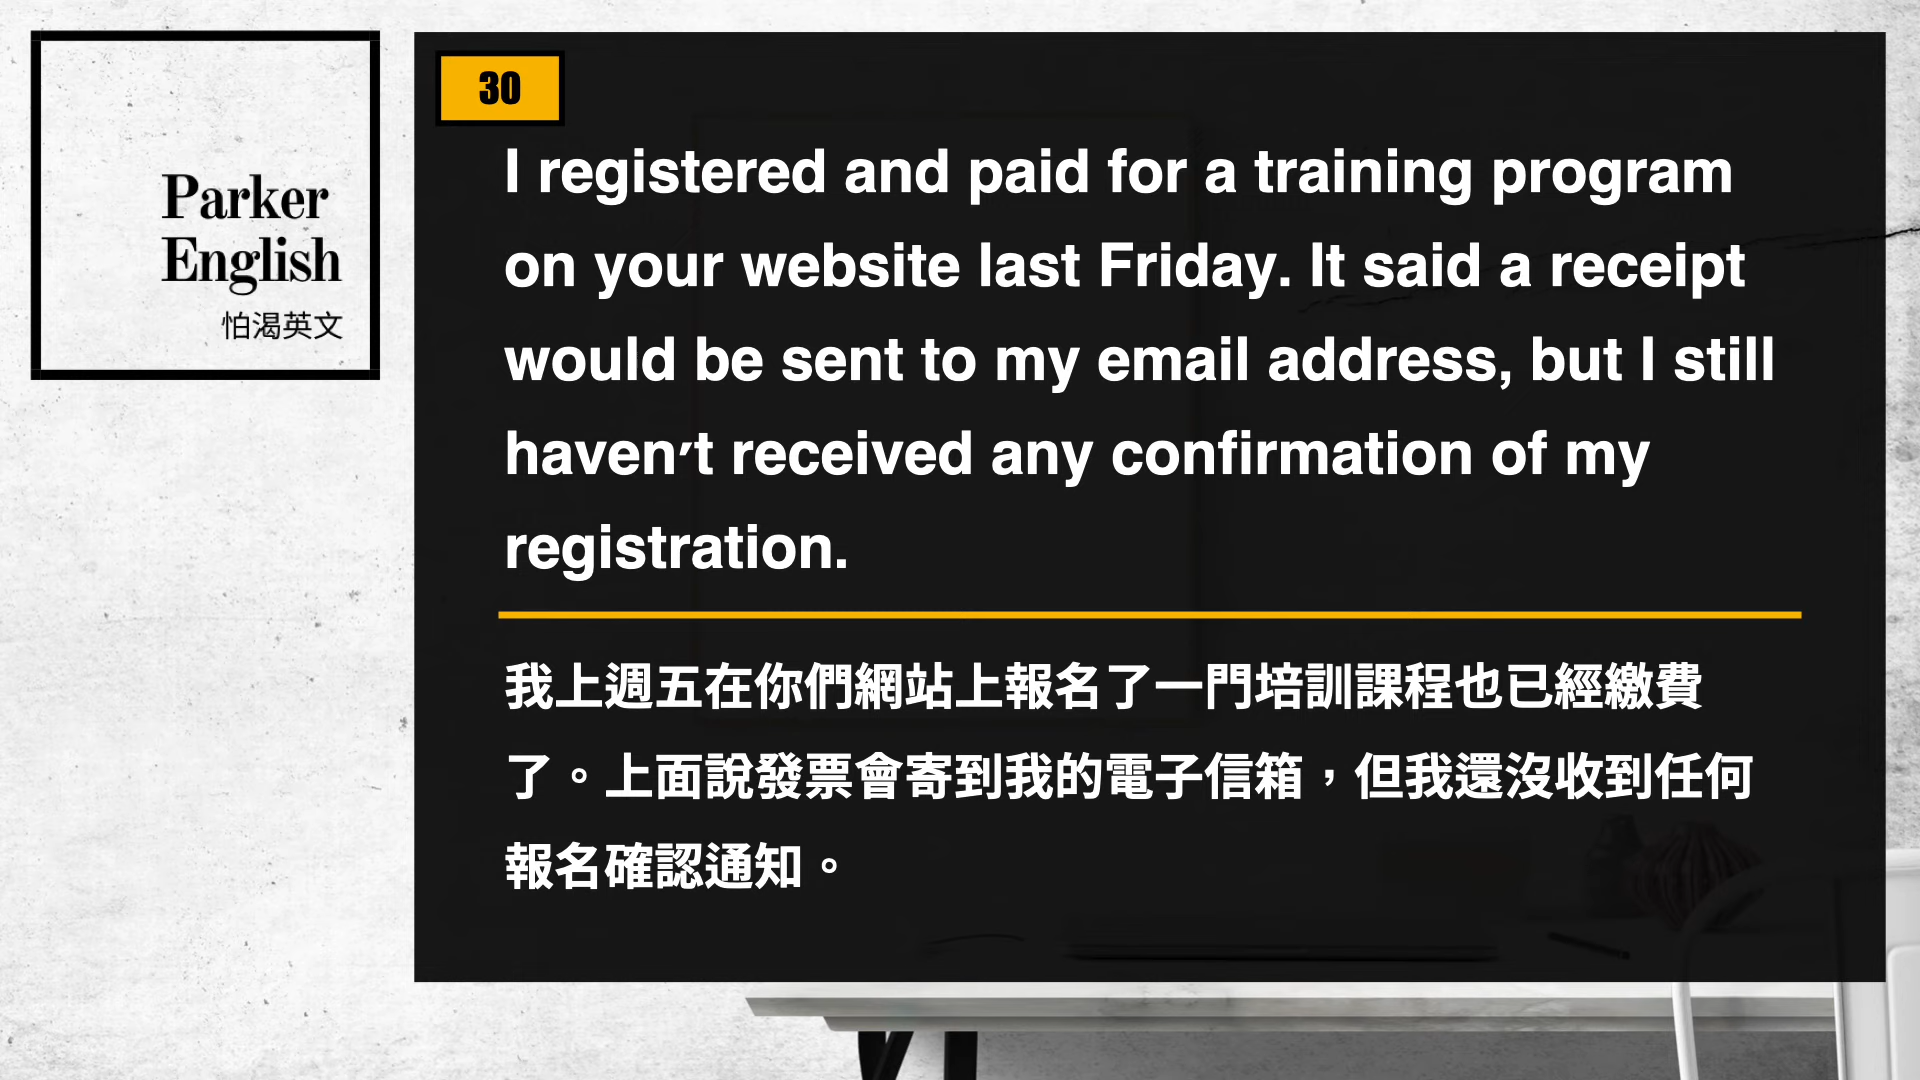 Parker
English
怕渴英文
30
I registered and paid for a training program
on your website last Friday. It said a receipt
would be sent to my email address, but I still
haven't received any confirmation of my
registration.
我上週五在你們網站上報名了一門培訓課程也已經繳費
了。上面說發票會寄到我的電子信箱，但我還沒收到任何
報名確認通知。